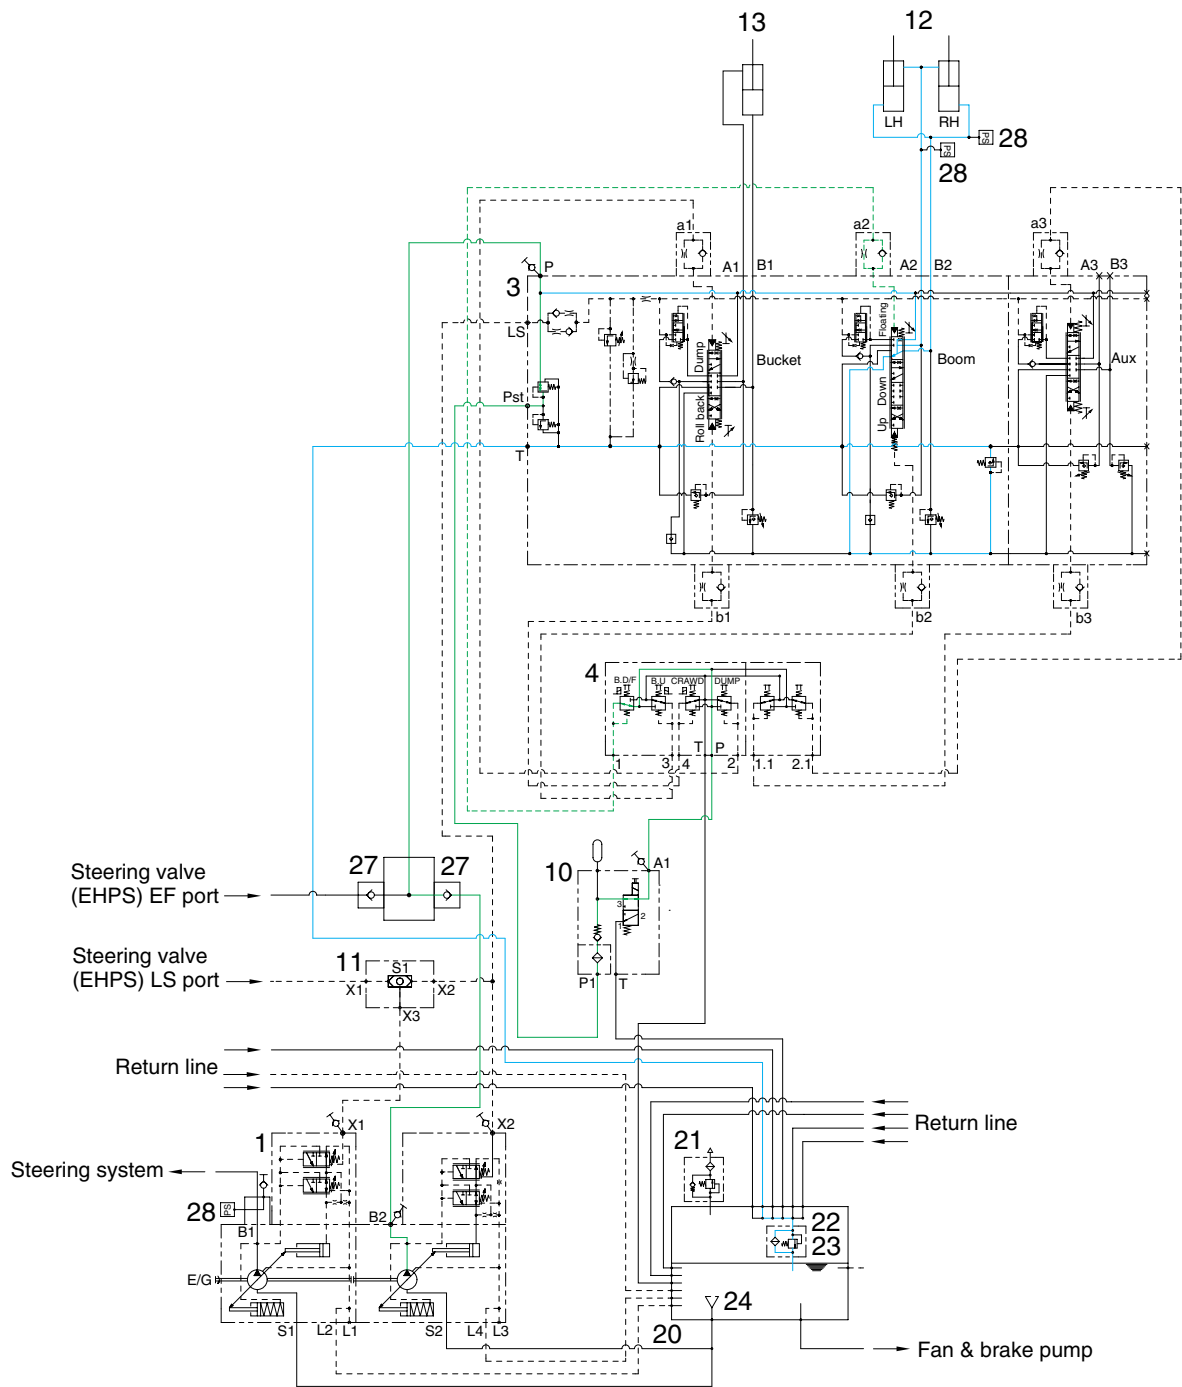 13
12
LH
RH
PS
28
PS
28
a1
a2
a3
P
A1
B1
A2
B2
A3
B3
3
LS
Floating
Dump
Bucket
Boom
Aux
Down
Pst
Roll back
Up
T
b1
b2
b3
4
B.D/F
B.U
CRAWD
DUMP
T
P
1
3
4
2
1.1
2.1
10
A1
3
1
2
P1
T
Steering valve
(EHPS) EF port
27
27
Steering valve
(EHPS) LS port
11
S1
X1
X2
X3
Return line
Return line
1
X1
X2
21
Steering system
28
PS
B1
B2
22
23
E/G
24
S1
L2
L1
S2
L4
L3
20
Fan & brake pump